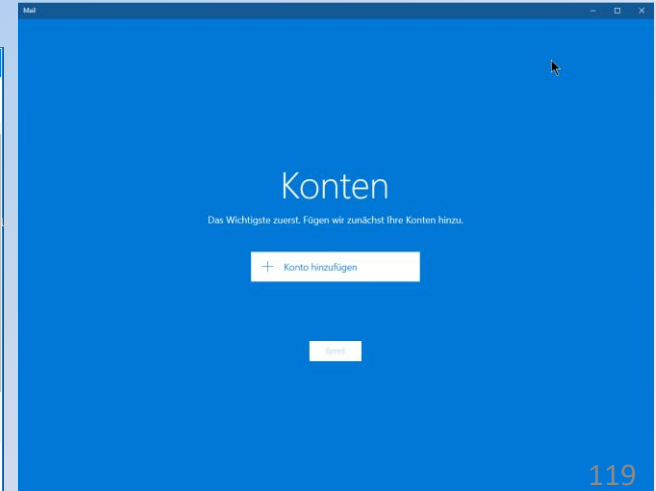 Mail
Konten
Das Wichtigste zuerst. Fügen wir zunächst Ihre Konten hinzu.
Konto hinzufügen
119